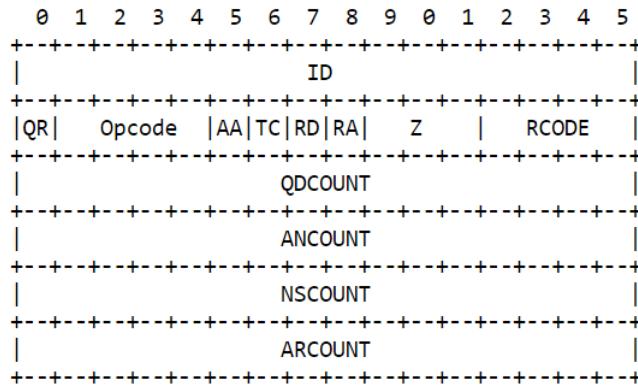 0 1 2 3 4 5 6 7 8 9 0 1 2 3 4 5
+--+--+--+--+--+--+--+--+--+--+--+--+--+--+--+--+
| ID |
+--+--+--+--+--+--+--+--+--+--+--+--+--+--+--+--+
|QR| Opcode |AA|TC|RD|RA| Z | RCODE |
+--+--+--+--+--+--+--+--+--+--+--+--+--+--+--+--+
| QDCOUNT |
+--+--+--+--+--+--+--+--+--+--+--+--+--+--+--+--+
| ANCOUNT |
+--+--+--+--+--+--+--+--+--+--+--+--+--+--+--+--+
| NSCOUNT |
+--+--+--+--+--+--+--+--+--+--+--+--+--+--+--+--+
| ARCOUNT |
+--+--+--+--+--+--+--+--+--+--+--+--+--+--+--+--+